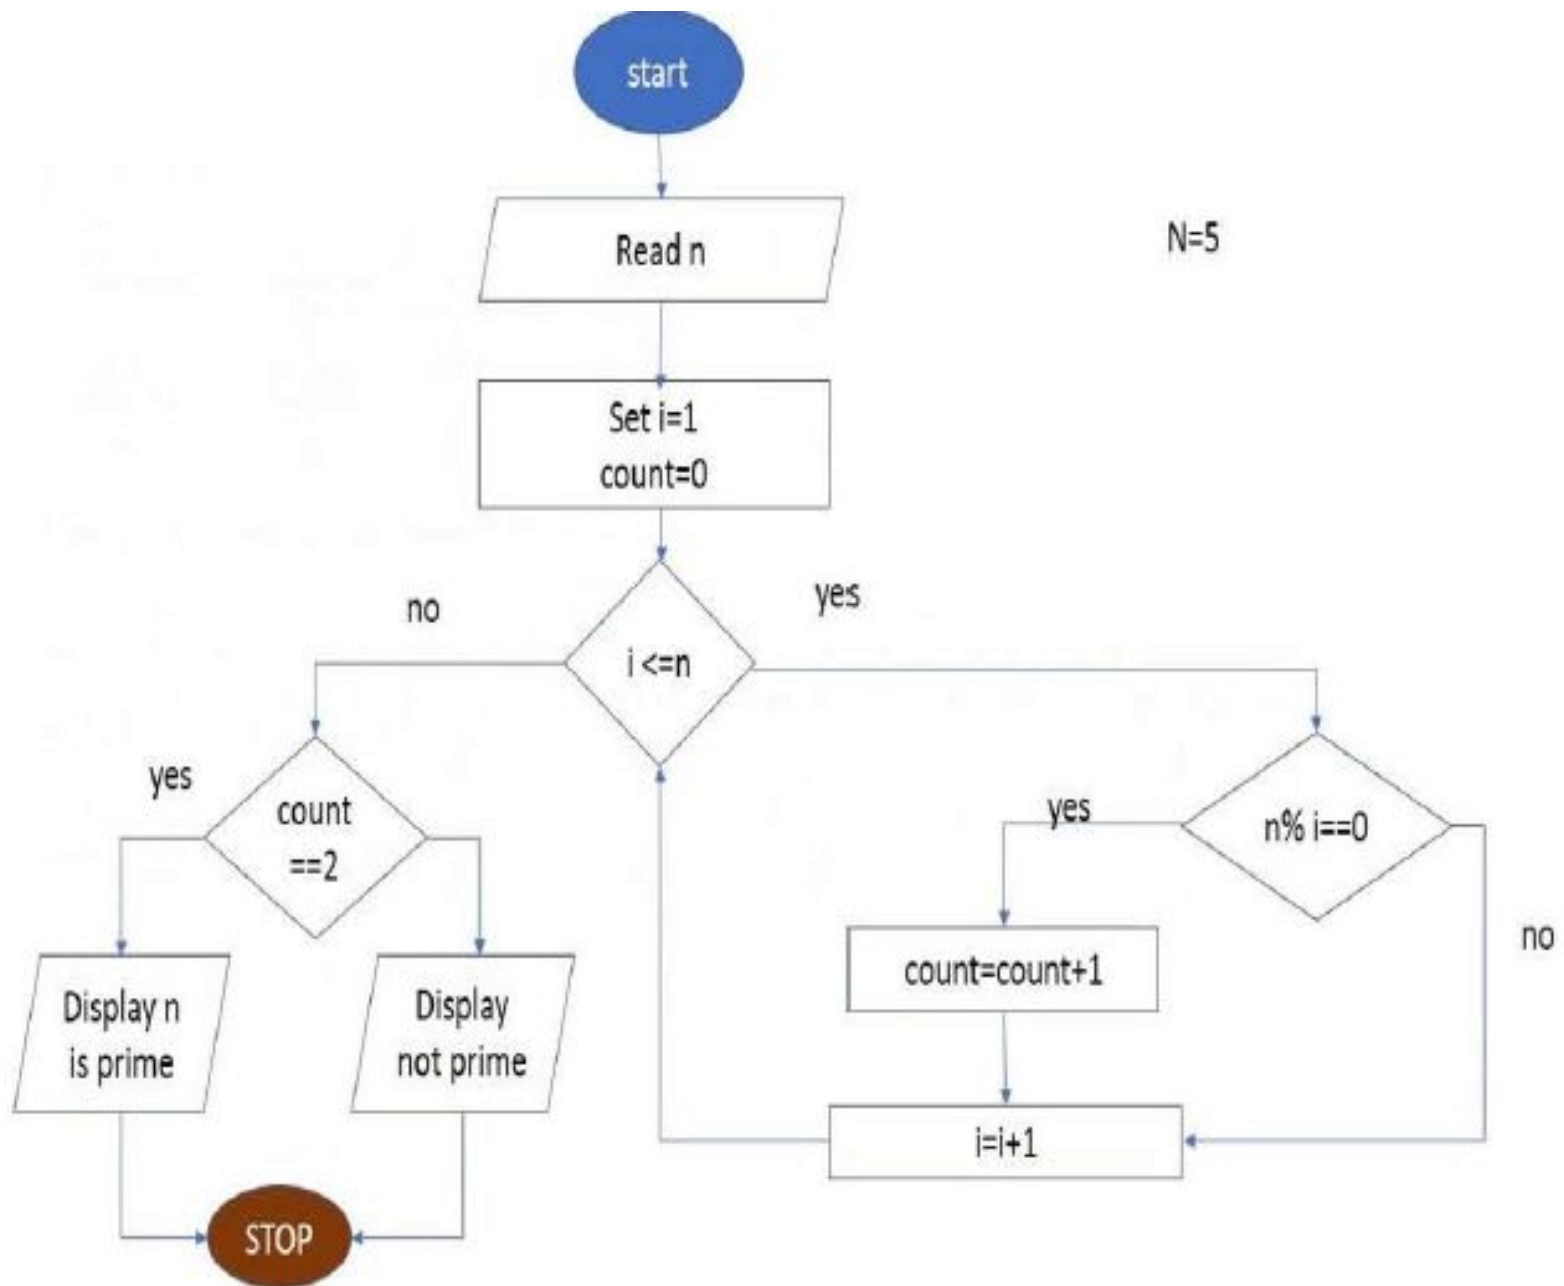 start
Read n
N=5
Set i=1
count=0
no
yes
i <=n
yes
count
==2
yes
n% i==0
no
count=count+1
Display n
is prime
Display
not prime
i=i+1
STOP